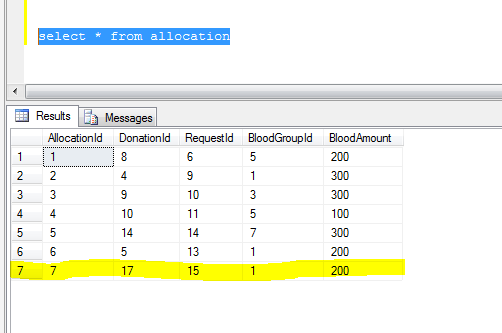 select * from allocation
Results Messages
AllocationId DonationId RequestId BloodGroupId BloodAmount
1 1 8 6 5 200
2 2 4 9 1 300
3 3 9 10 3 300
4 4 10 11 5 100
5 5 14 14 7 300
6 6 5 13 1 200
7 7 17 15 1 200